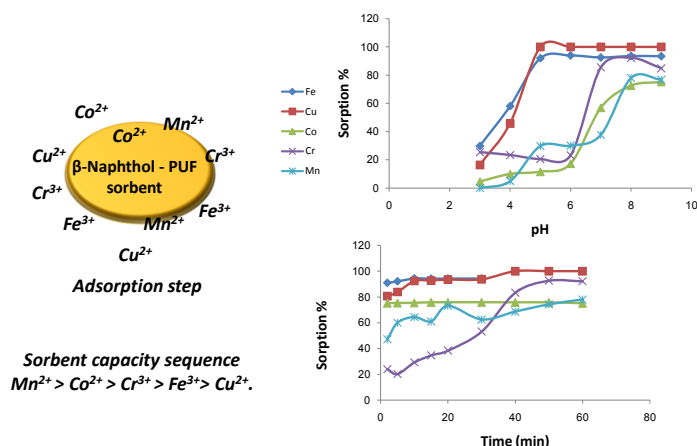 Co2+
Mn2+
Co2+
Cu2+
β-Naphthol - PUF
Cr3+
sorbent
Cr3+
Fe3+
Mn2+
Fe3+
Cu2+
Adsorption step
Sorbent capacity sequence
Mn2+ > Co2+ > Cr3+ > Fe3+> Cu2+.
Fe
Cu
Co
Cr
Mn
Sorption %
120
100
80
60
40
20
0
0 2 4 6 8 10
pH
Sorption %
120
100
80
60
40
20
0
0 20 40 60 80
Time (min)